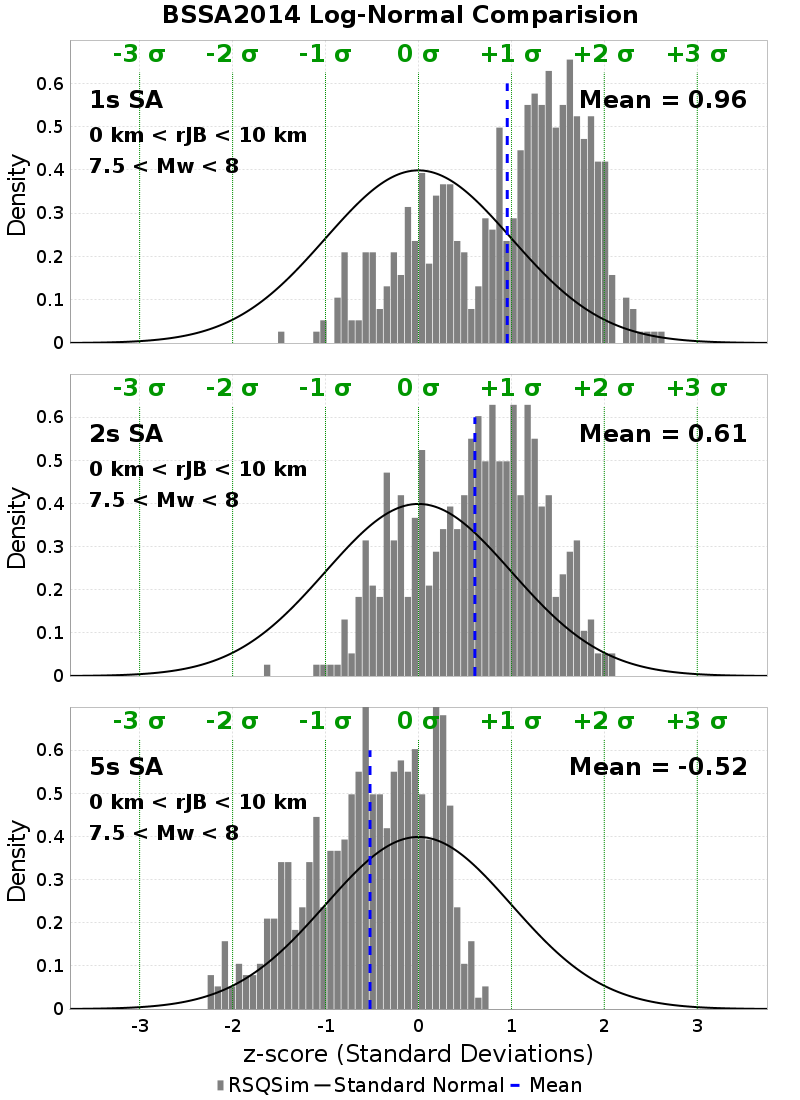 BSSA2014 Log-Normal Comparision
-3 σ -2 σ -1 σ 0 σ +1 σ +2 σ +3 σ
1s SA
Mean = 0.96
0 km < rJB < 10 km
7.5 < Mw < 8
Density
0.6
0.5
0.4
0.3
0.2
0.1
0
-3 σ -2 σ -1 σ 0 σ +1 σ +2 σ +3 σ
2s SA
Mean = 0.61
0 km < rJB < 10 km
7.5 < Mw < 8
Density
0.6
0.5
0.4
0.3
0.2
0.1
0
-3 σ -2 σ -1 σ 0 σ +1 σ +2 σ +3 σ
5s SA
Mean = -0.52
0 km < rJB < 10 km
7.5 < Mw < 8
Density
0.6
0.5
0.4
0.3
0.2
0.1
0
-3 -2 -1 0 1 2 3
z-score (Standard Deviations)
RSQSim Standard Normal Mean